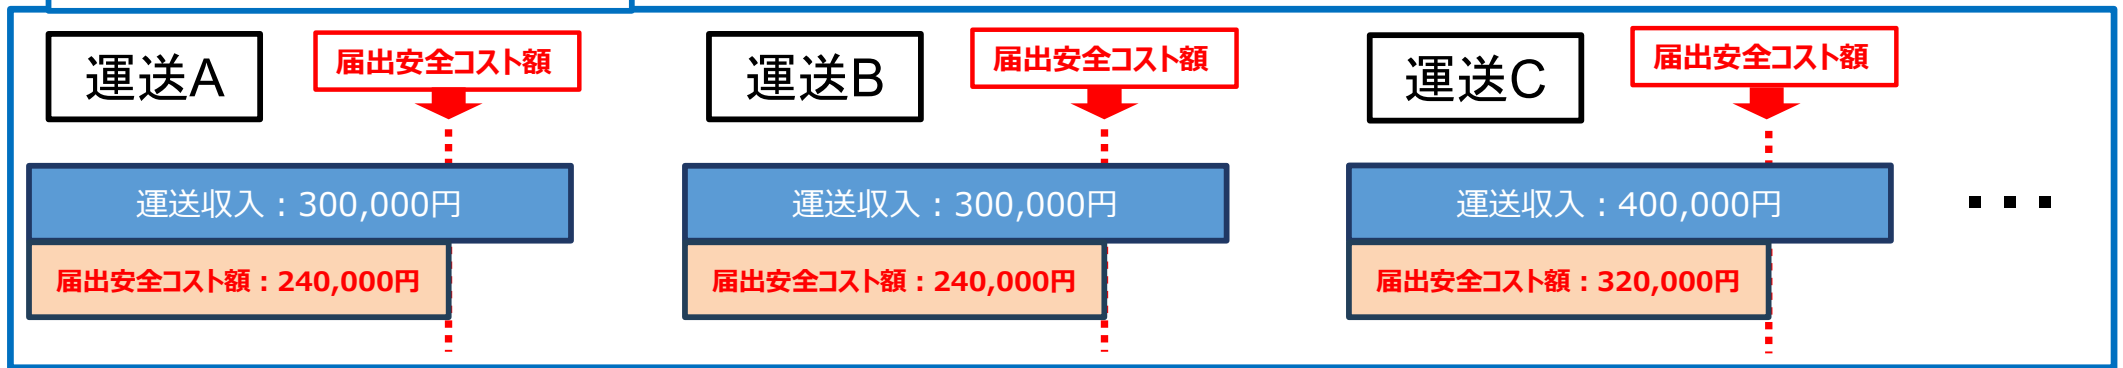 運送A
届出安全コスト額
運送収入：300,000円
届出安全コスト額：240,000円
運送B
届出安全コスト額
運送収入：300,000円
届出安全コスト額：240,000円
運送C
届出安全コスト額
運送収入：400,000円
届出安全コスト額：320,000円
・・・